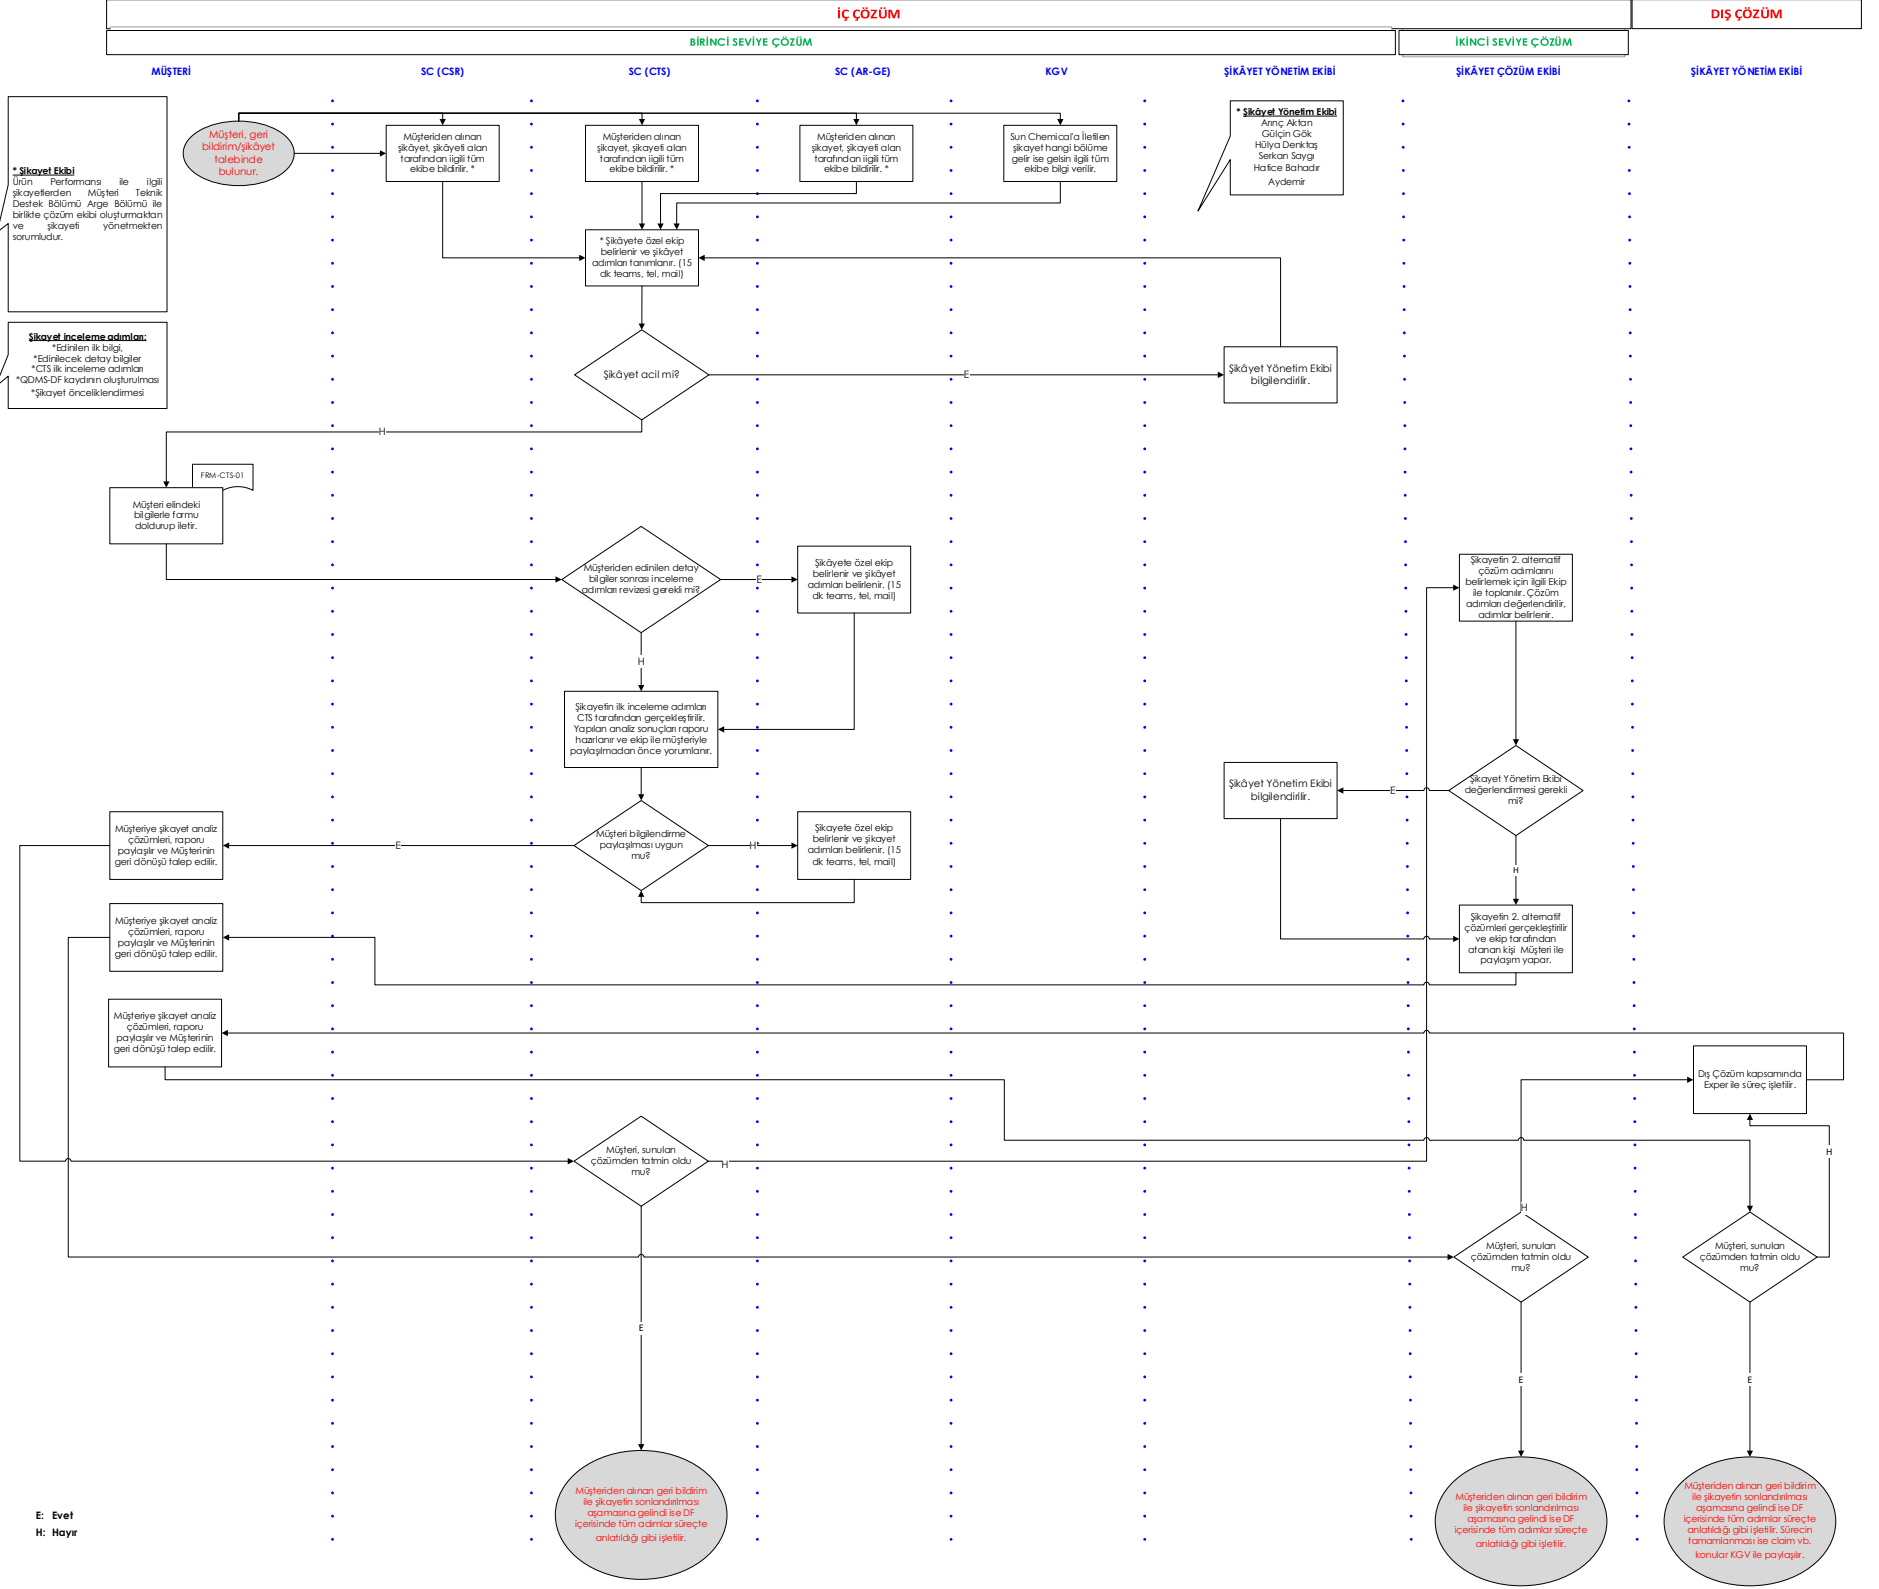 İÇ ÇÖZÜM
DIŞ ÇÖZÜM
BİRİNCİ SEVİYE ÇÖZÜM
İKİNCİ SEVİYE ÇÖZÜM
MÜŞTERİ
SC (CSR)
SC (CTS)
SC (AR-GE)
KGV
ŞİKÂYET YÖNETİM EKİBİ
ŞİKÂYET ÇÖZÜM EKİBİ
ŞİKÂYET YÖNETİM EKİBİ
* Şikayet Ekibi
Ürün Performansı ile ilgili
şikayetlerden Müşteri Teknik
Destek Bölümü Arge Bölümü ile
birlikte çözüm ekibi oluşturmaktan
ve şikayeti yönetmekten
sorumludur.
Müşteri, geri
bildirim/şikâyet
talebinde
bulunur.
Müşteriden alınan
şikâyet, şikâyeti alan
tarafından ilgili tüm
ekibe bildirilir. *
Müşteriden alınan
şikayet, şikayeti alan
tarafından ilgili tüm
ekibe bildirilir. *
Müşteriden alınan
şikayet, şikayeti alan
tarafından ilgili tüm
ekibe bildirilir. *
Sun Chemical'a İletilen
şikayet hangi bölüme
gelir ise gelsin ilgili tüm
ekibe bilgi verilir.
* Şikâyet Yönetim Ekibi
Arınç Aktan
Gülçin Gök
Hülya Denktaş
Serkan Saygı
Hatice Bahadır
Aydemir
* Şikâyete özel ekip
belirlenir ve şikâyet
adımları tanımlanır. (15
dk teams, tel, mail)
Şikayet inceleme adımları:
*Edinilen ilk bilgi,
*Edinilecek detay bilgiler
*CTS ilk inceleme adımları
*QDMS-DF kaydının oluşturulması
*Şikayet önceliklendirmesi
Şikâyet acil mi?
E
Şikâyet Yönetim Ekibi
bilgilendirilir.
H
FRM-CTS-01
Müşteri elindeki
bilgilerle formu
doldurup iletir.
Müşteriden edinilen detay
bilgiler sonrası inceleme
adımları revizesi gerekli mi?
E
Şikâyete özel ekip
belirlenir ve şikâyet
adımları belirlenir. (15
dk teams, tel, mail)
Şikayetin 2. alternatif
çözüm adımlarını
belirlemek için ilgili Ekip
ile toplanılır. Çözüm
adımları değerlendirilir,
adımlar belirlenir.
H
Şikayetin ilk inceleme adımları
CTS tarafından gerçekleştirilir.
Yapılan analiz sonuçları raporu
hazırlanır ve ekip ile müşteriyle
paylaşılmadan önce yorumlanır.
Şikâyet Yönetim Ekibi
bilgilendirilir.
E
Şikayet Yönetim Ekibi
değerlendirmesi gerekli
mi?
Müşteriye şikayet analiz
çözümleri, raporu
paylaşılır ve Müşterinin
geri dönüşü talep edilir.
E
Müşteri bilgilendirme
paylaşılması uygun
mu?
H
Şikayete özel ekip
belirlenir ve şikayet
adımları belirlenir. (15
dk teams, tel, mail)
H
Müşteriye şikayet analiz
çözümleri, raporu
paylaşılır ve Müşterinin
geri dönüşü talep edilir.
Şikayetin 2. alternatif
çözümleri gerçekleştirilir
ve ekip tarafından
atanan kişi Müşteri ile
paylaşım yapar.
Müşteriye şikayet analiz
çözümleri, raporu
paylaşılır ve Müşterinin
geri dönüşü talep edilir.
Dış Çözüm kapsamında
Exper ile süreç işletilir.
Müşteri, sunulan
çözümden tatmin oldu
mu?
H
H
H
Müşteri, sunulan
çözümden tatmin oldu
mu?
Müşteri, sunulan
çözümden tatmin oldu
mu?
E
E
E
Müşteriden alınan geri bildirim
ile şikayetin sonlandırılması
aşamasına gelindi ise DF
içerisinde tüm adımlar süreçte
anlatıldığı gibi işletilir.
Müşteriden alınan geri bildirim
ile şikayetin sonlandırılması
aşamasına gelindi ise DF
içerisinde tüm adımlar süreçte
anlatıldığı gibi işletilir.
Müşteriden alınan geri bildirim
ile şikayetin sonlandırılması
aşamasına gelindi ise DF
içerisinde tüm adımlar süreçte
anlatıldığı gibi işletilir. Sürecin
tamamlanması ise claim vb.
konular KGV ile paylaşılır.
E: Evet
H: Hayır